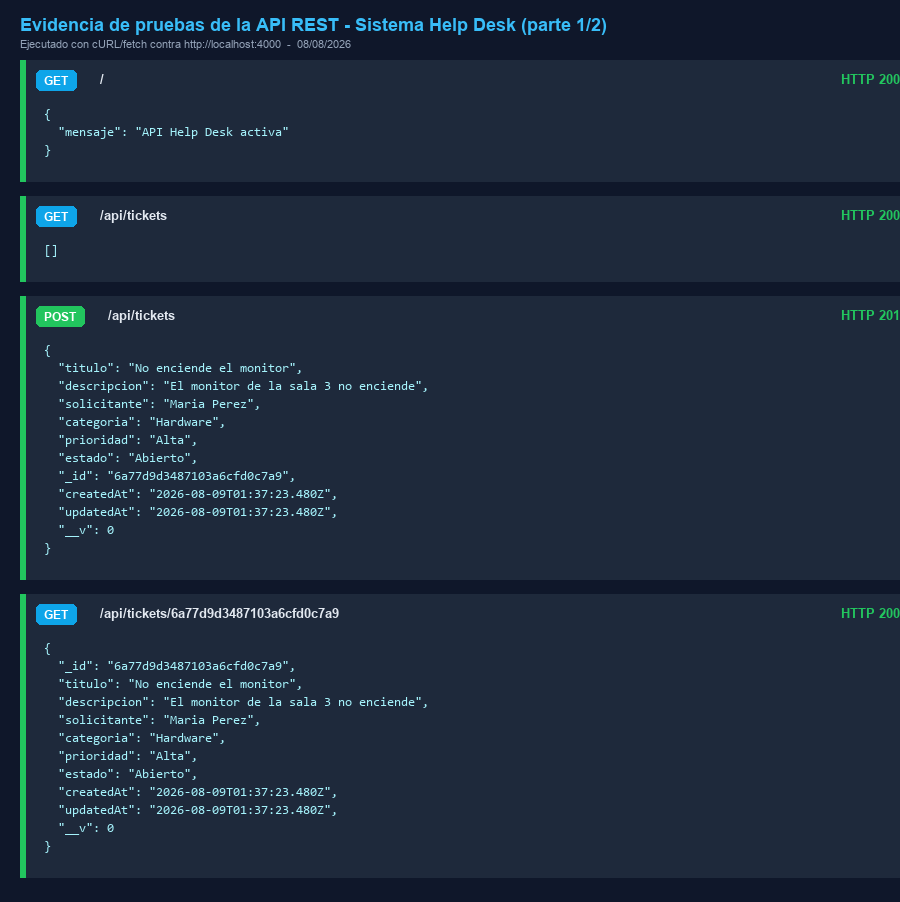 Evidencia de pruebas de la API REST - Sistema Help Desk (parte 1/2)
Ejecutado con cURL/fetch contra http://localhost:4000 - 08/08/2026
GET / HTTP 200
{
"mensaje": "API Help Desk activa"
}
GET /api/tickets HTTP 200
[]
POST /api/tickets HTTP 201
{
"titulo": "No enciende el monitor",
"descripcion": "El monitor de la sala 3 no enciende",
"solicitante": "Maria Perez",
"categoria": "Hardware",
"prioridad": "Alta",
"estado": "Abierto",
"_id": "6a77d9d3487103a6cfd0c7a9",
"createdAt": "2026-08-09T01:37:23.480Z",
"updatedAt": "2026-08-09T01:37:23.480Z",
"__v": 0
}
GET /api/tickets/6a77d9d3487103a6cfd0c7a9 HTTP 200
{
"_id": "6a77d9d3487103a6cfd0c7a9",
"titulo": "No enciende el monitor",
"descripcion": "El monitor de la sala 3 no enciende",
"solicitante": "Maria Perez",
"categoria": "Hardware",
"prioridad": "Alta",
"estado": "Abierto",
"createdAt": "2026-08-09T01:37:23.480Z",
"updatedAt": "2026-08-09T01:37:23.480Z",
"__v": 0
}